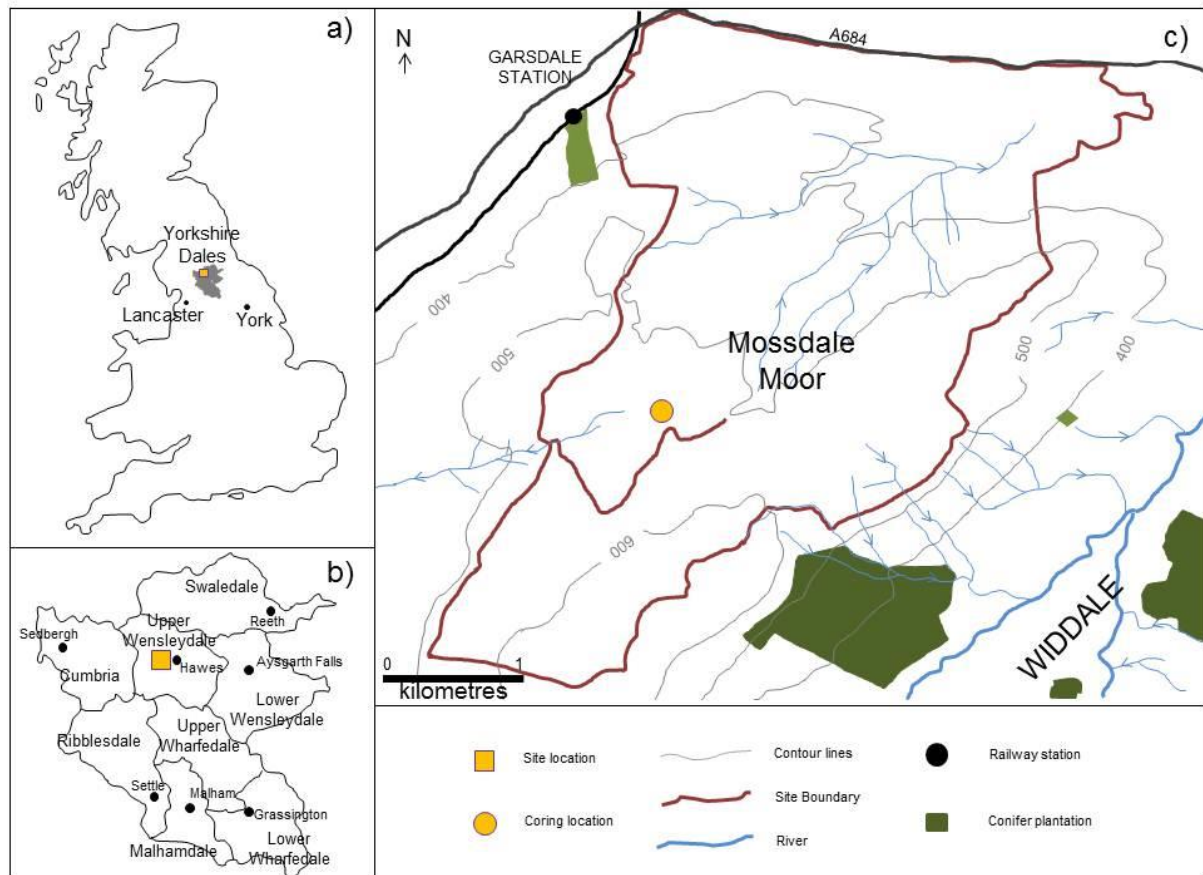 a)
Yorkshire
Dales
Lancaster
York
b)
Swaledale
Reeth
Upper
Wensleydale
Sedbergh
Hawes
Aysgarth Falls
Cumbria
Lower
Wensleydale
Upper
Wharfedale
Ribblesdale
Settle
Malham
Grassington
Malhamdale
Lower
Wharfedale
c)
N
A684
GARSDALE
STATION
400
500
Mossdale
Moor
500
400
600
WIDDALE
0 1
kilometres
Site location
Contour lines
Railway station
Site Boundary
Coring location
River
Conifer plantation